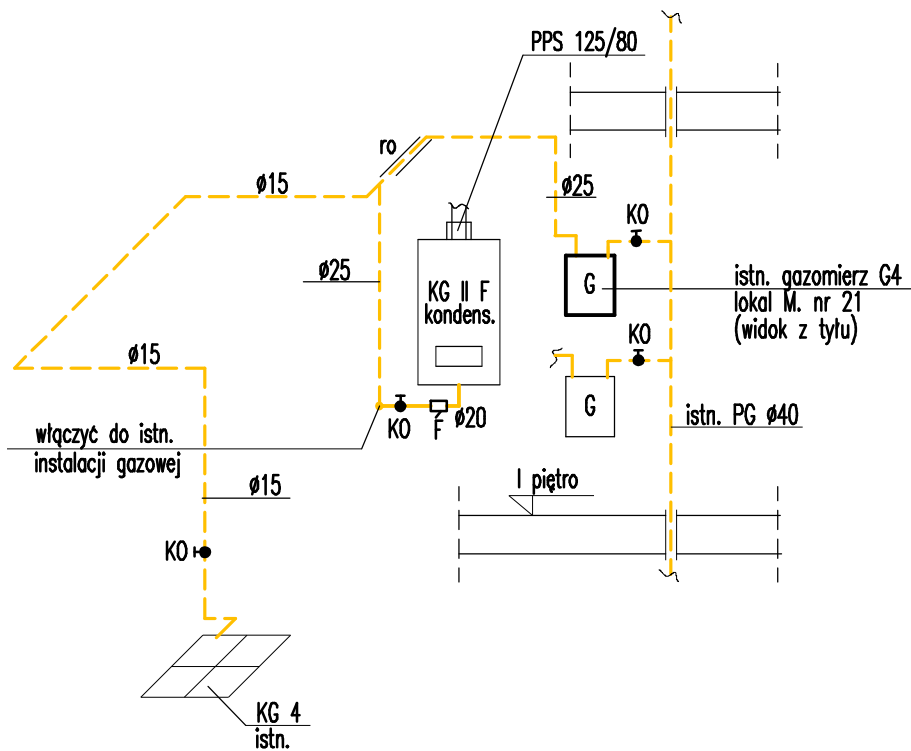 PPS 125/80
ro
ø15
ø25
KO
ø25
KG II F
kondens.
G
istn. gazomierz G4
lokal M. nr 21
(widok z tyłu)
KO
ø15
G
KO
F
ø20
istn. PG ø40
włączyć do istn.
instalacji gazowej
ø15
I piętro
KO
KG 4
istn.